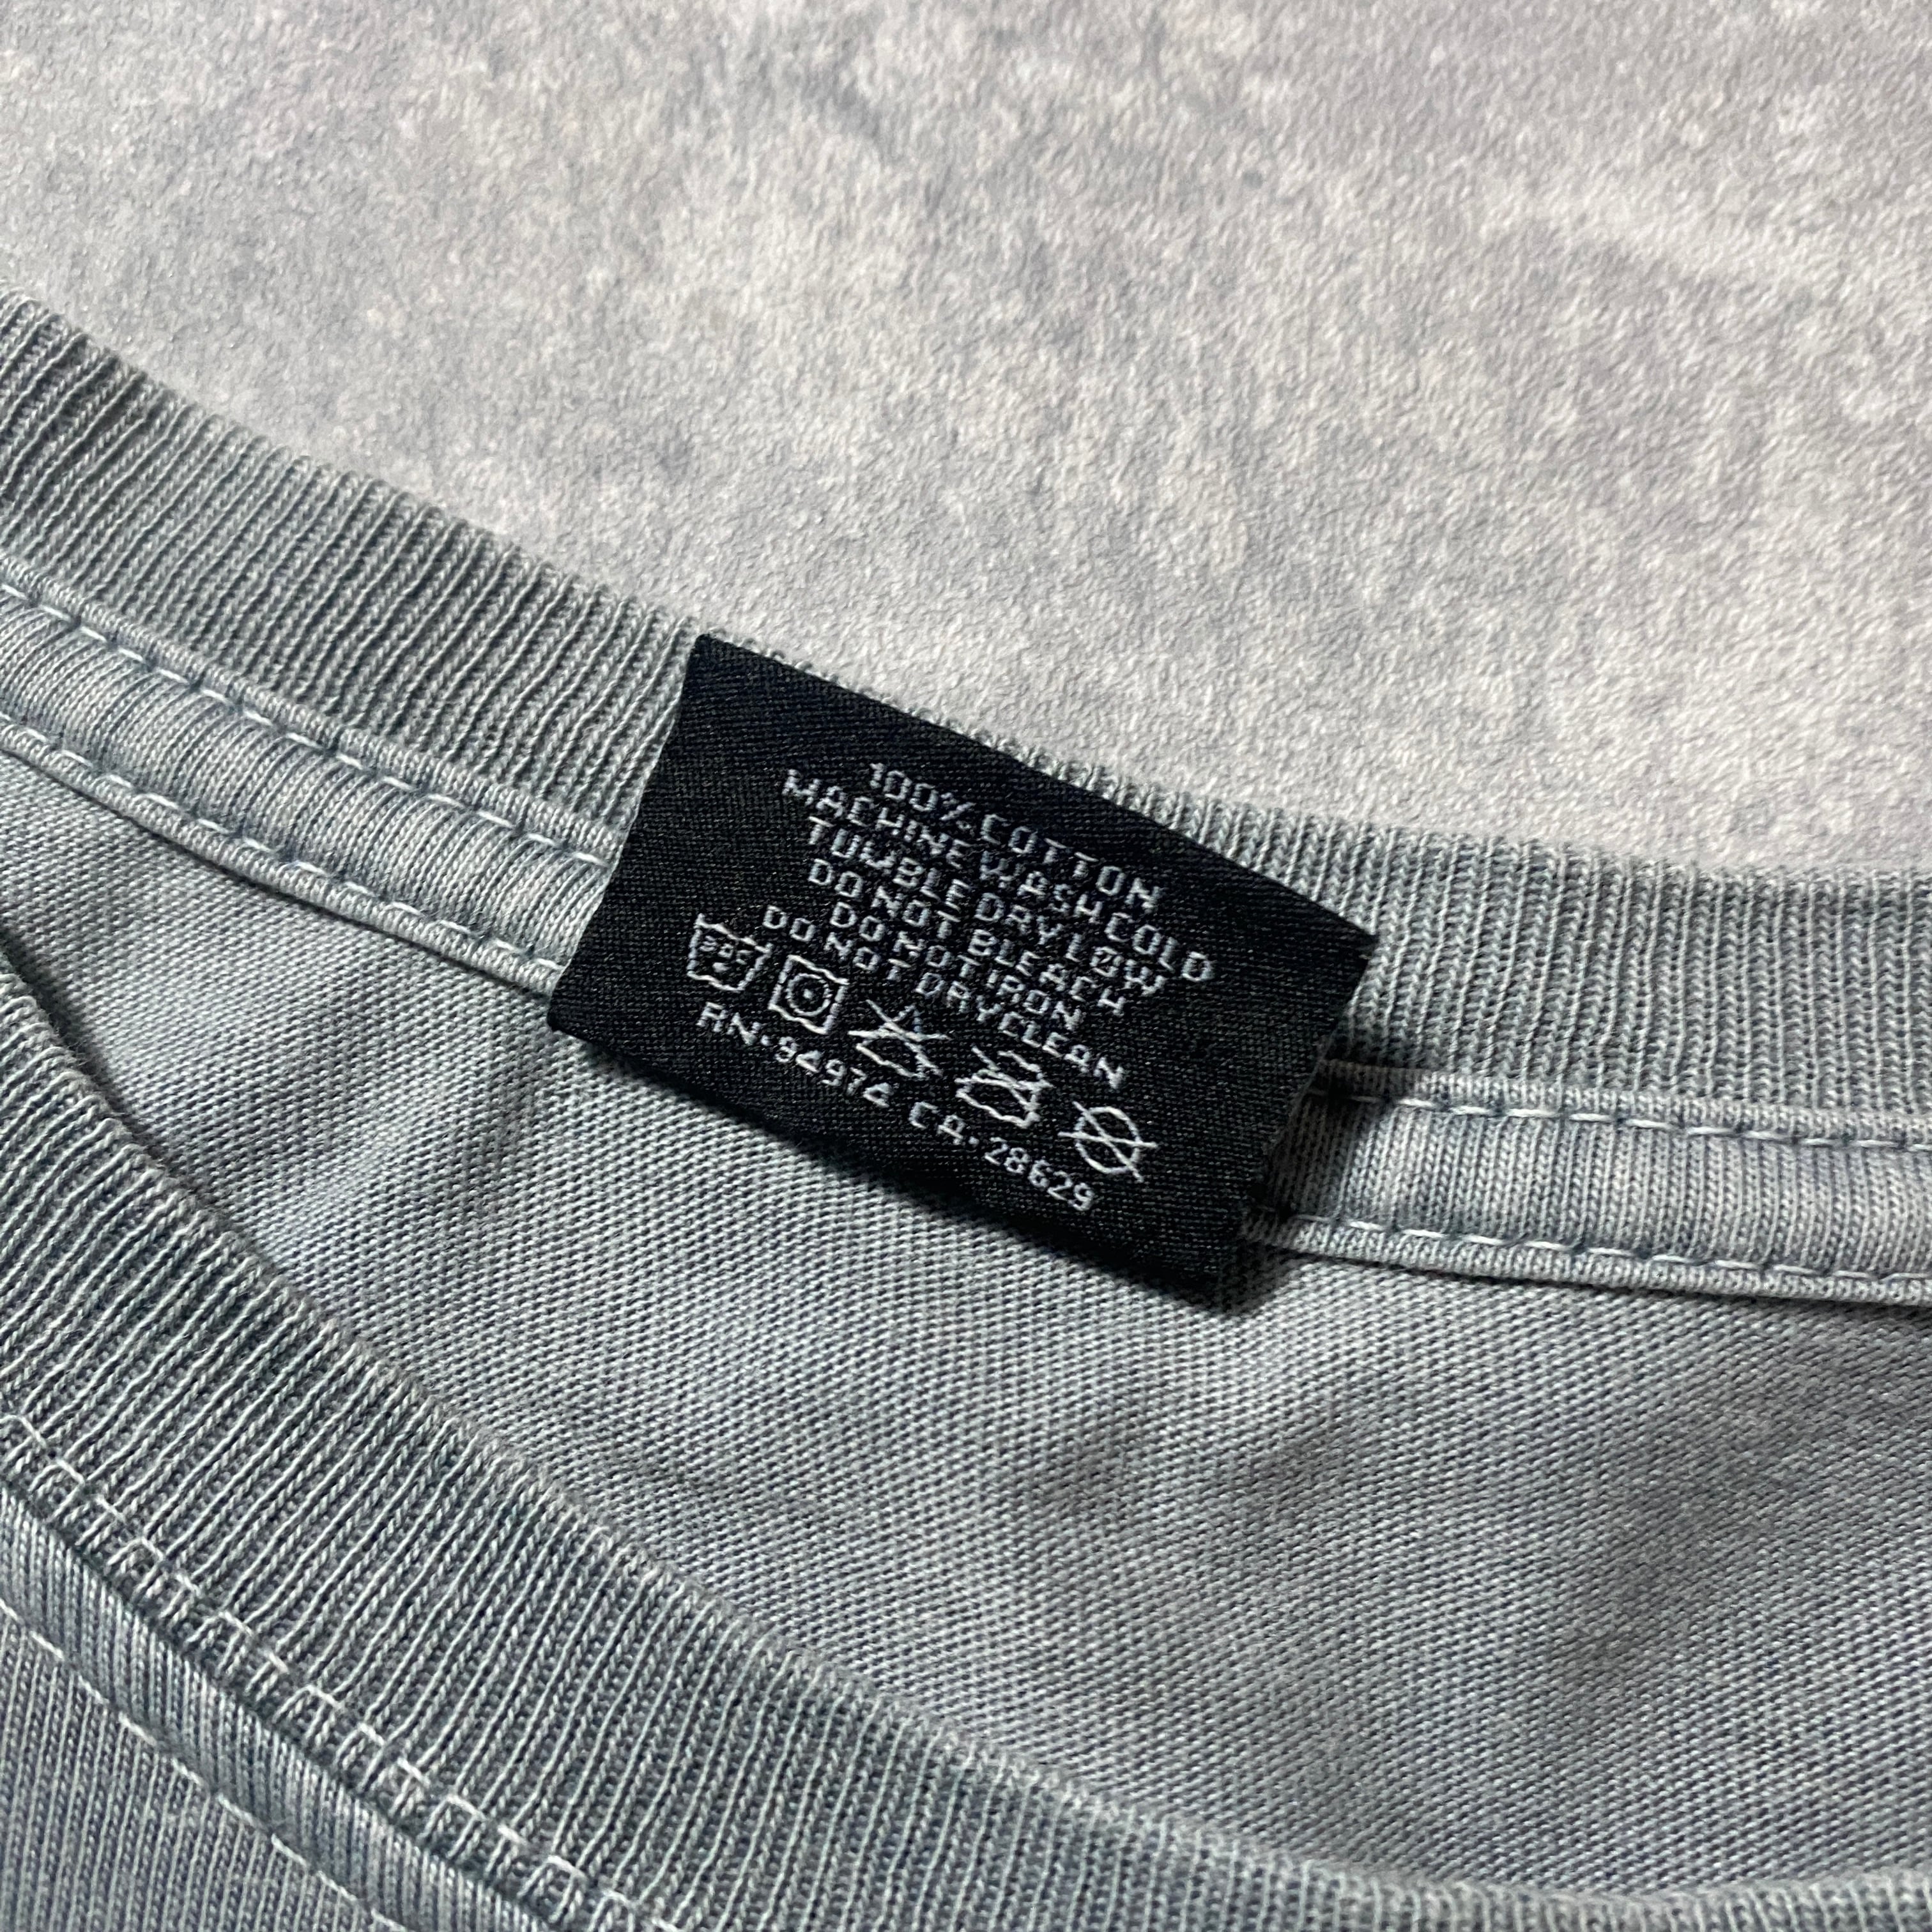 100% COTTON
MACHINE WASH COLD
TUMBLE DRY LOW
DO NOT BLEACH
DO NOT IRON
DO NOT DRYCLEAN
RN·94974 CA·28629